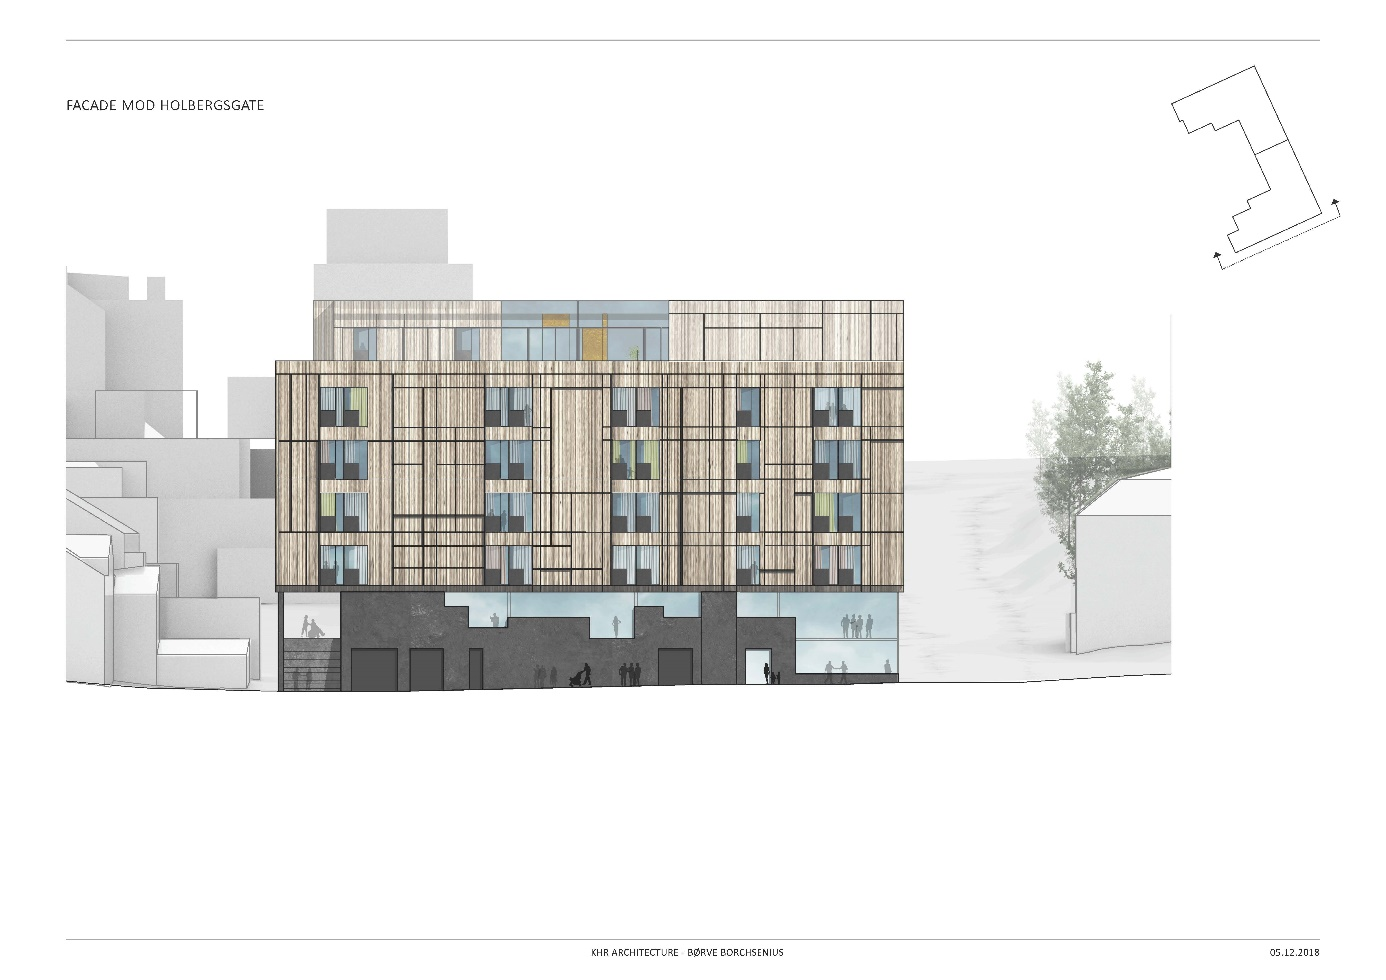 FACADE MOD HOLBERGSGATE
KHR ARCHITECTURE - BØRVE BORCHSENIUS
05.12.2018